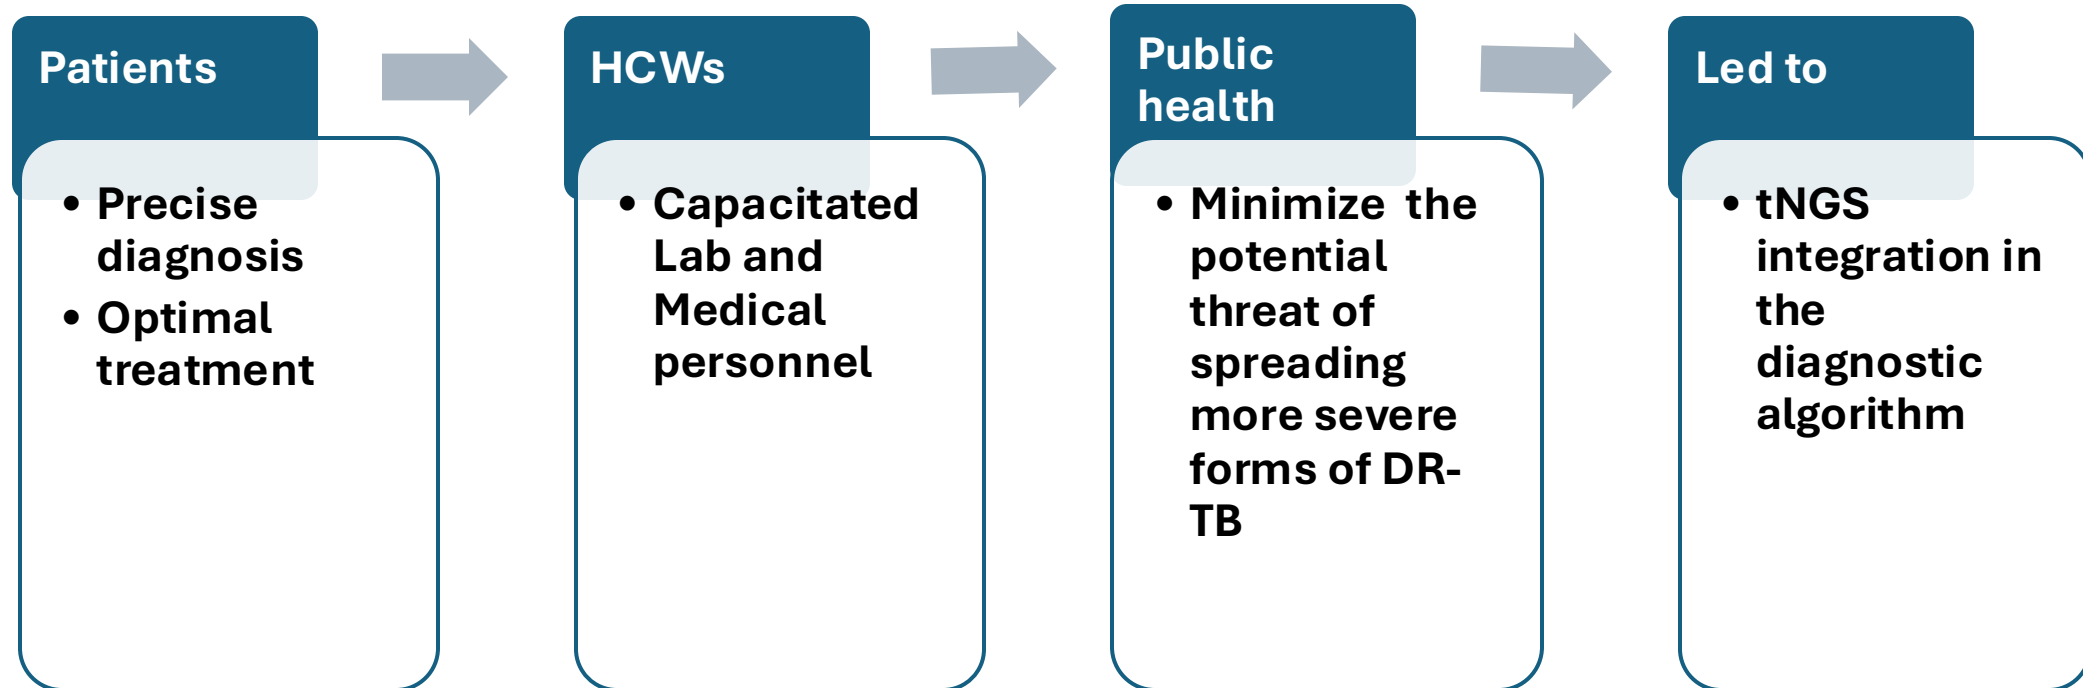 Patients
• Precise
diagnosis
• Optimal
treatment
HCWs
• Capacitated
Lab and
Medical
personnel
Public
health
• Minimize the
potential
threat of
spreading
more severe
forms of DR-
TB
Led to
• tNGS
integration in
the
diagnostic
algorithm